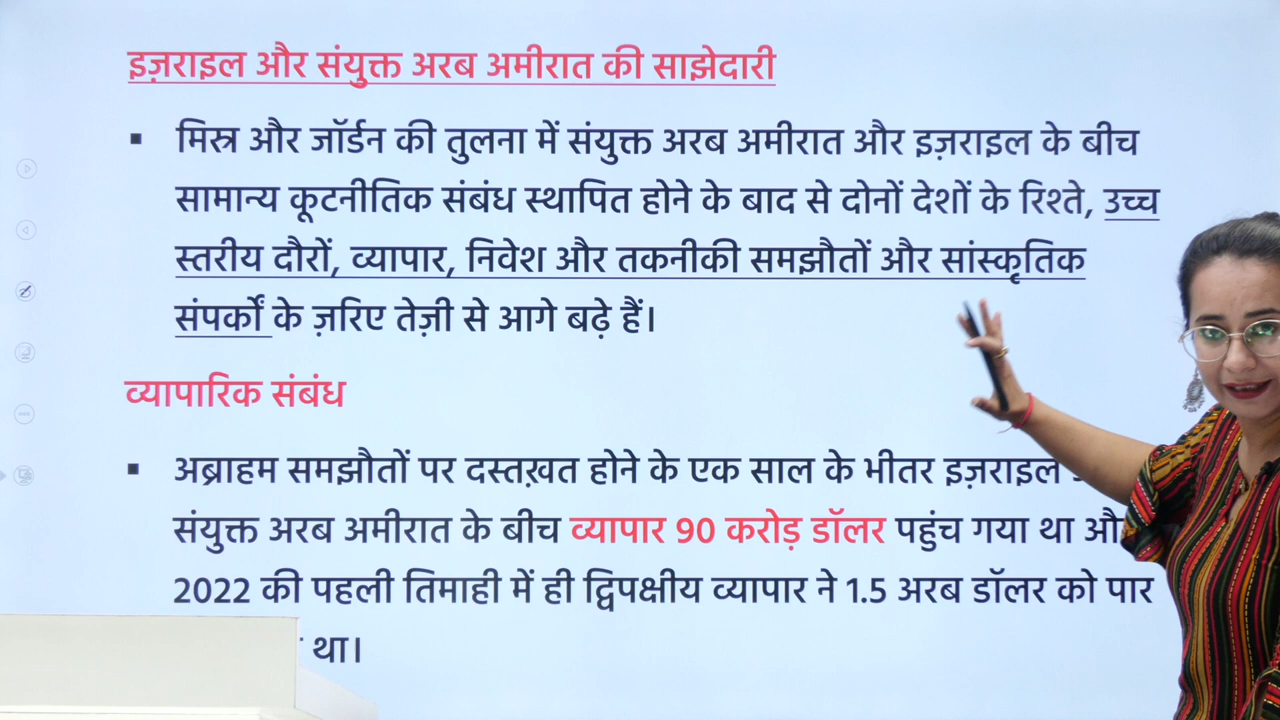 इज़राइल और संयुक्त अरब अमीरात की साझेदारी
▪ मिस्र और जॉर्डन की तुलना में संयुक्त अरब अमीरात और इज़राइल के बीच
सामान्य कूटनीतिक संबंध स्थापित होने के बाद से दोनों देशों के रिश्ते, उच्च
स्तरीय दौरों, व्यापार, निवेश और तकनीकी समझौतों और सांस्कृतिक
संपर्कों के ज़रिए तेज़ी से आगे बढ़े हैं।
व्यापारिक संबंध
▪ अब्राहम समझौतों पर दस्तख़त होने के एक साल के भीतर इज़राइल
संयुक्त अरब अमीरात के बीच व्यापार 90 करोड़ डॉलर पहुंच गया था
2022 की पहली तिमाही में ही द्विपक्षीय व्यापार ने 1.5 अरब डॉलर को पार
था।